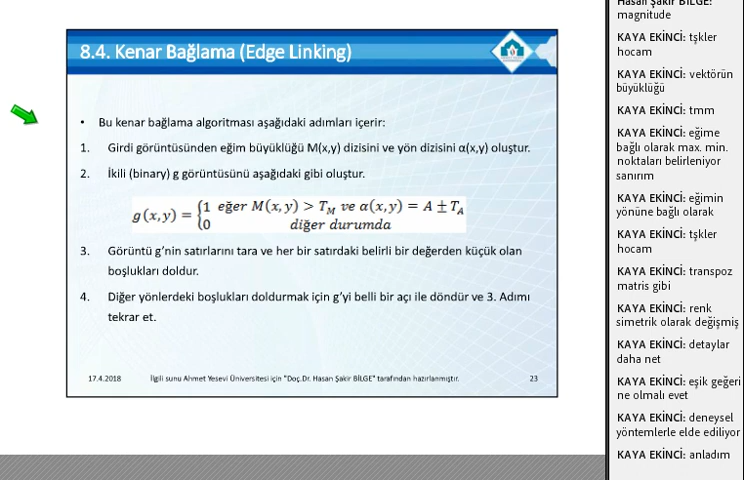 8.4. Kenar Bağlama (Edge Linking)
• Bu kenar bağlama algoritması aşağıdaki adımları içerir:
1. Girdi görüntüsünden eğim büyüklüğü M(x,y) dizisini ve yön dizisini α(x,y) oluştur.
2. İkili (binary) g görüntüsünü aşağıdaki gibi oluştur.
g(x,y) = {1 eğer M(x,y) > T_M ve α(x,y) = A ± T_A
0 diğer durumda
3. Görüntü g'nin satırlarını tara ve her bir satırdaki belirli bir değerden küçük olan
boşlukları doldur.
4. Diğer yönlerdeki boşlukları doldurmak için g'yi belli bir açı ile döndür ve 3. Adımı
tekrar et.
17.4.2018 İlgili sunu Ahmet Yesevi Üniversitesi için "Doç.Dr. Hasan Şakir BİLGE" tarafından hazırlanmıştır. 23
Hasan Şakir BİLGE:
magnitude
KAYA EKİNCİ: tşkler
hocam
KAYA EKİNCİ: vektörün
büyüklüğü
KAYA EKİNCİ: tmm
KAYA EKİNCİ: eğime
bağlı olarak max. min.
noktaları belirleniyor
sanırım
KAYA EKİNCİ: eğimin
yönüne bağlı olarak
KAYA EKİNCİ: tşkler
hocam
KAYA EKİNCİ: transpoz
matris gibi
KAYA EKİNCİ: renk
simetrik olarak değişmiş
KAYA EKİNCİ: detaylar
daha net
KAYA EKİNCİ: eşik geğeri
ne olmalı evet
KAYA EKİNCİ: deneysel
yöntemlerle elde ediliyor
KAYA EKİNCİ: anladım